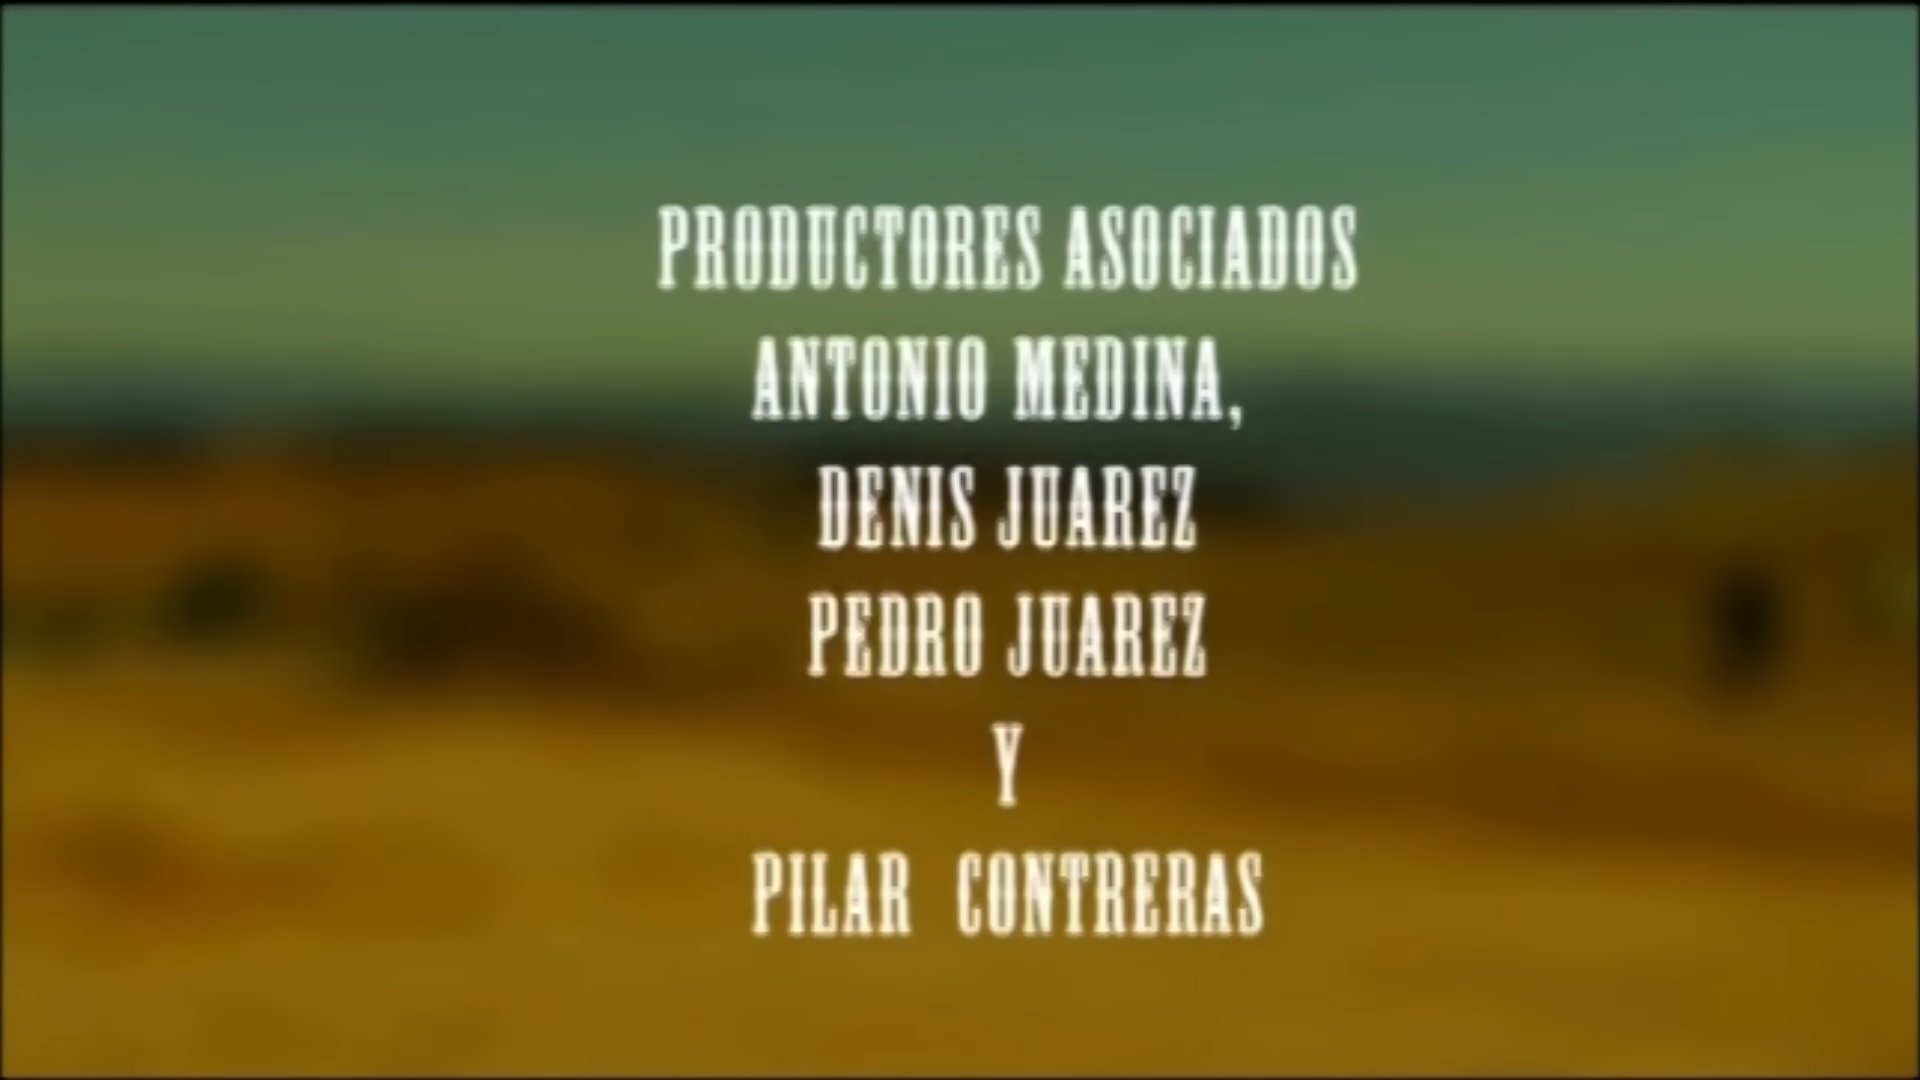 PRODUCTORES ASOCIADOS
ANTONIO MEDINA,
DENIS JUAREZ
PEDRO JUAREZ
Y
PILAR CONTRERAS